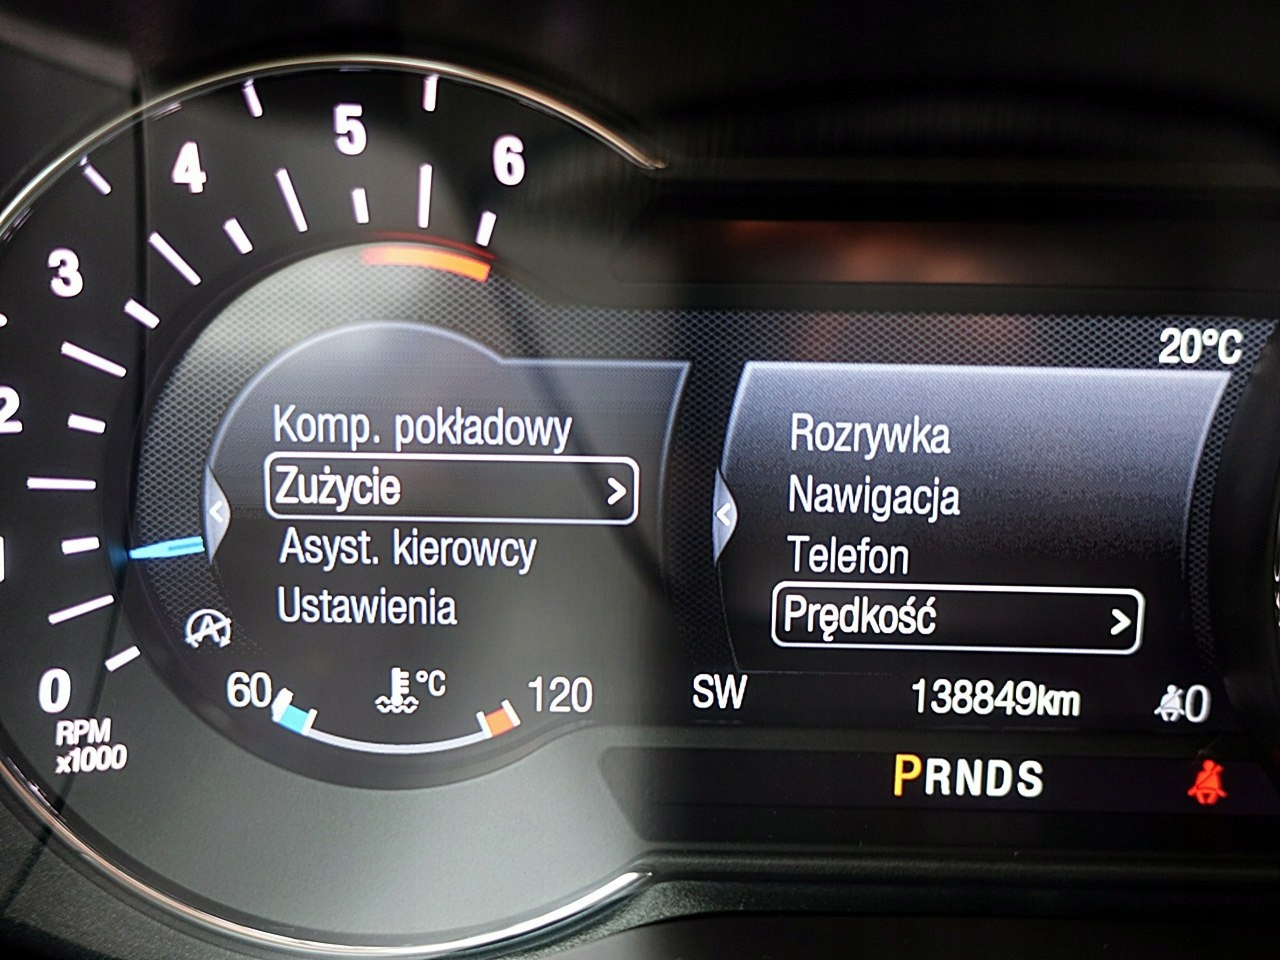 6
5
4
3
2
1
0
RPM
x1000
20°C
Komp. pokładowy
Zużycie
Asyst. kierowcy
Ustawienia
60
°C
120
Rozrywka
Nawigacja
Telefon
Prędkość
SW
138849km
0
PRNDS